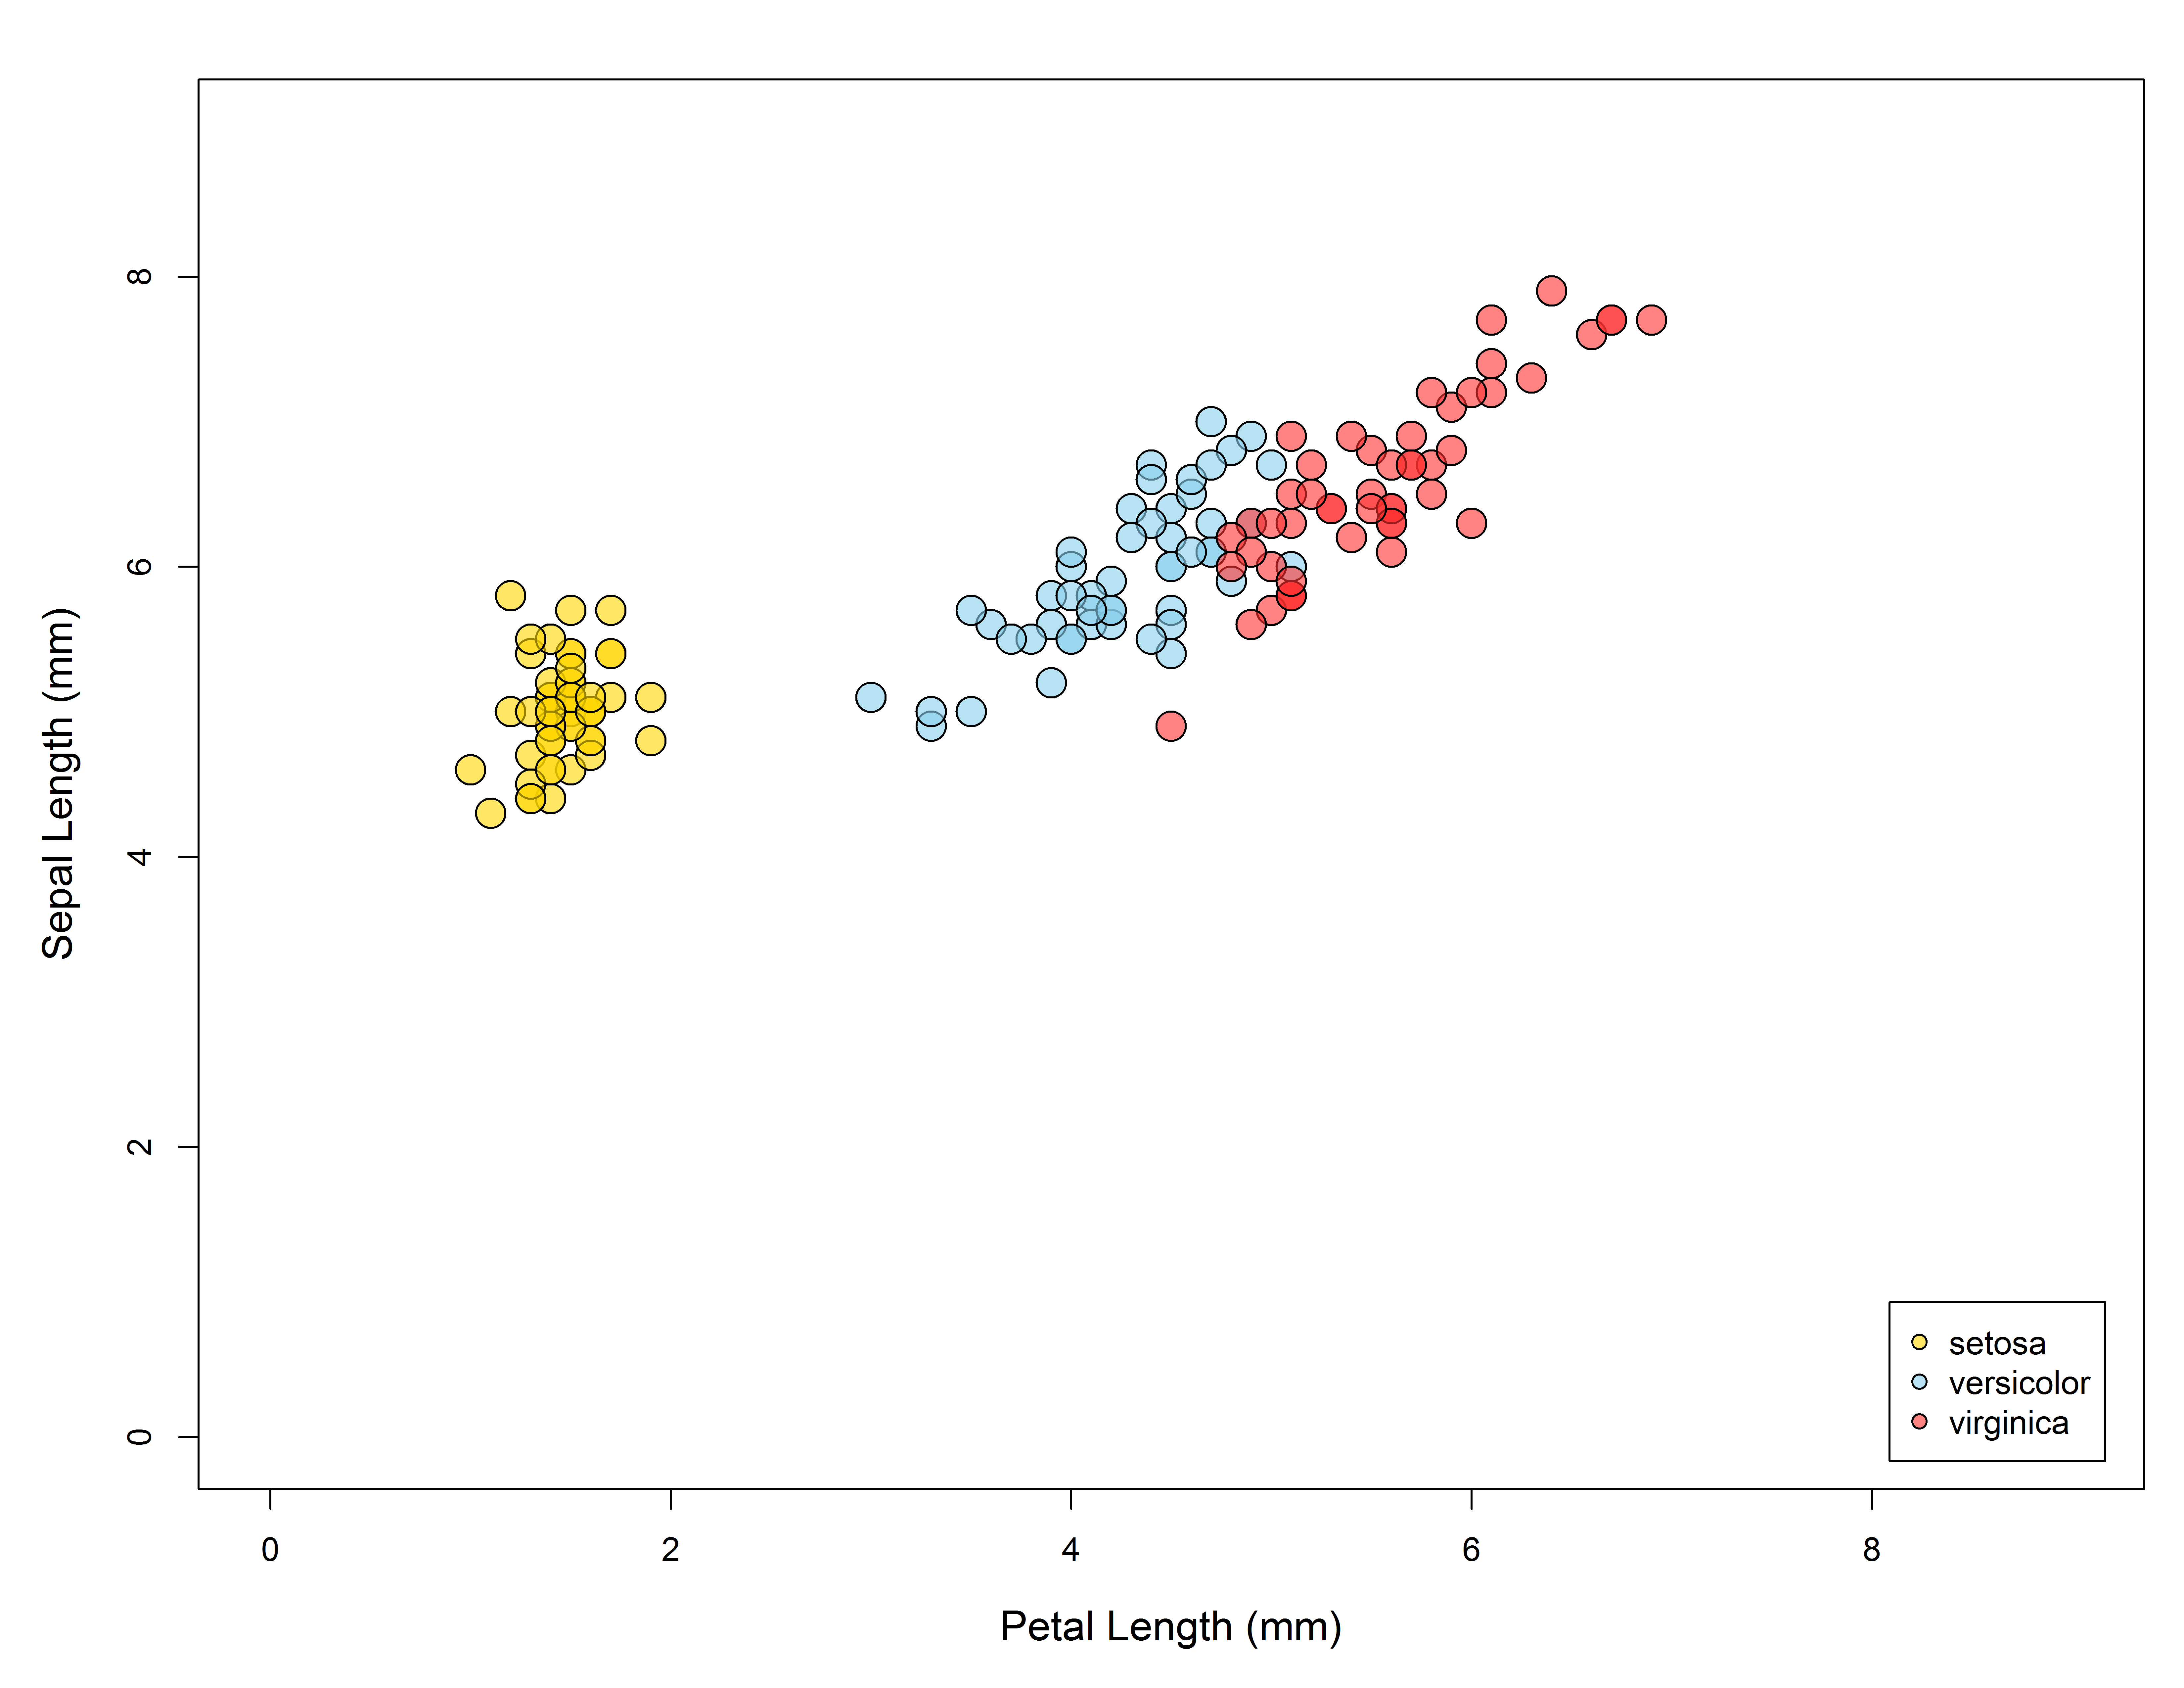 Sepal Length (mm)
8
6
4
2
0
setosa
versicolor
virginica
0 2 4 6 8
Petal Length (mm)